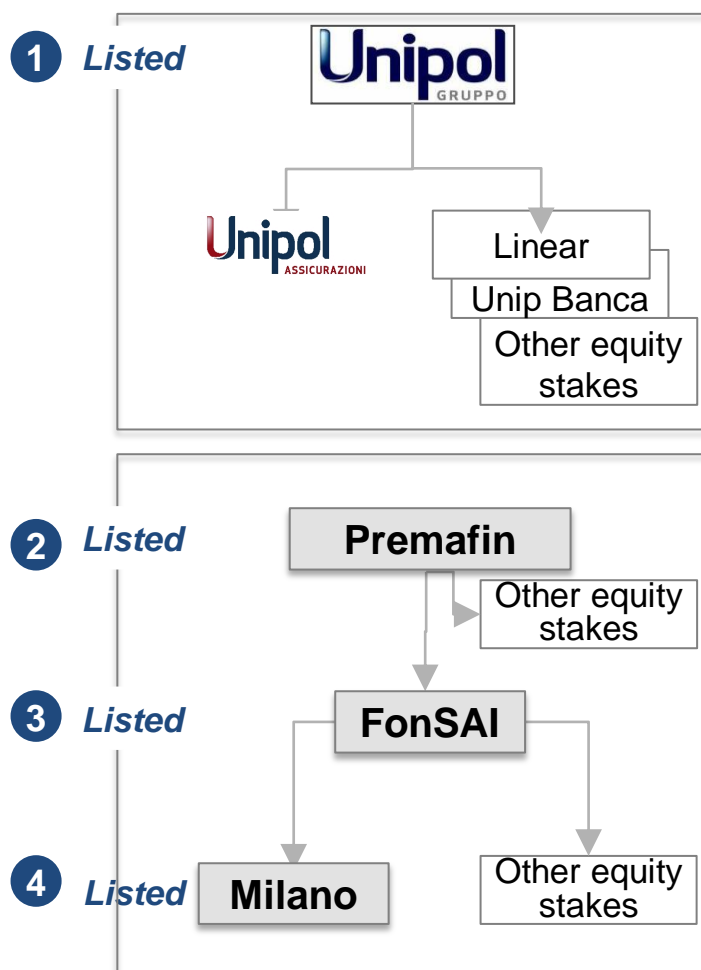 1 Listed Unipol
GRUPPO
Unipol
ASSICURAZIONI
Linear
Unip Banca
Other equity
stakes
2 Listed Premafin
Other equity
stakes
3 Listed FonSAI
4 Listed Milano
Other equity
stakes